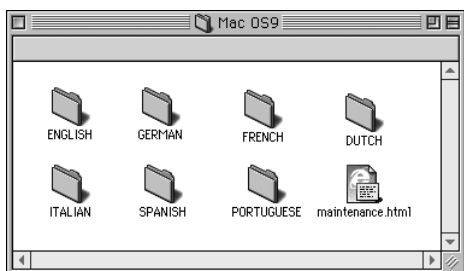 Mac OS9
ENGLISH GERMAN FRENCH DUTCH
ITALIAN SPANISH PORTUGUESE maintenance.html